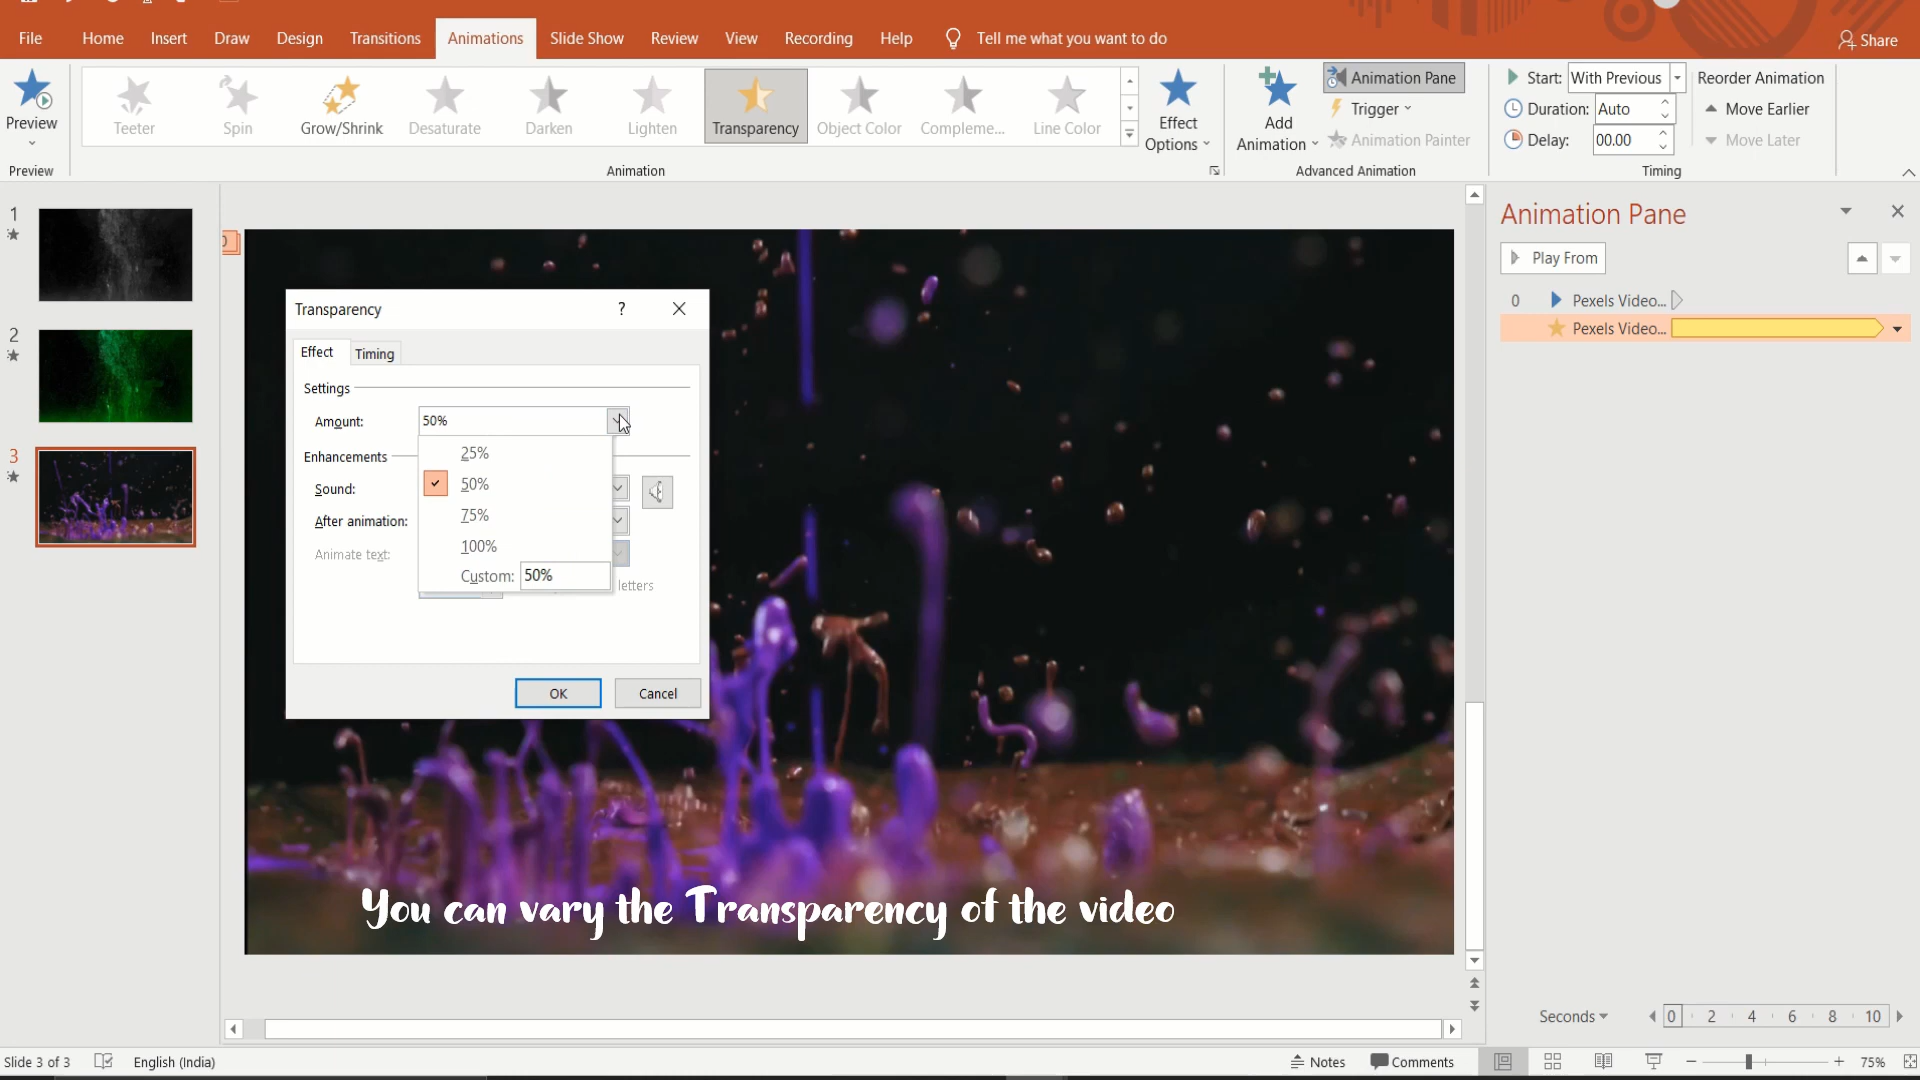 File Home Insert Draw Design Transitions Animations Slide Show Review View Recording Help Tell me what you want to do Share
Preview
Teeter Spin Grow/Shrink Desaturate Darken Lighten Transparency Object Color Compleme... Line Color
Effect Options
Add Animation
Animation Pane
Trigger
Animation Painter
Start: With Previous
Duration: Auto
Delay: 00.00
Reorder Animation
Move Earlier
Move Later
Preview Animation Advanced Animation Timing
1
2
3
0
Transparency ?
Effect Timing
Settings
Amount: 50%
25%
50%
75%
100%
Custom: 50%
Enhancements
Sound:
After animation:
Animate text:
letters
OK Cancel
You can vary the Transparency of the video
Animation Pane
Play From
0 Pexels Video...
Pexels Video...
Seconds 0 2 4 6 8 10
Slide 3 of 3 English (India) Notes Comments 75%